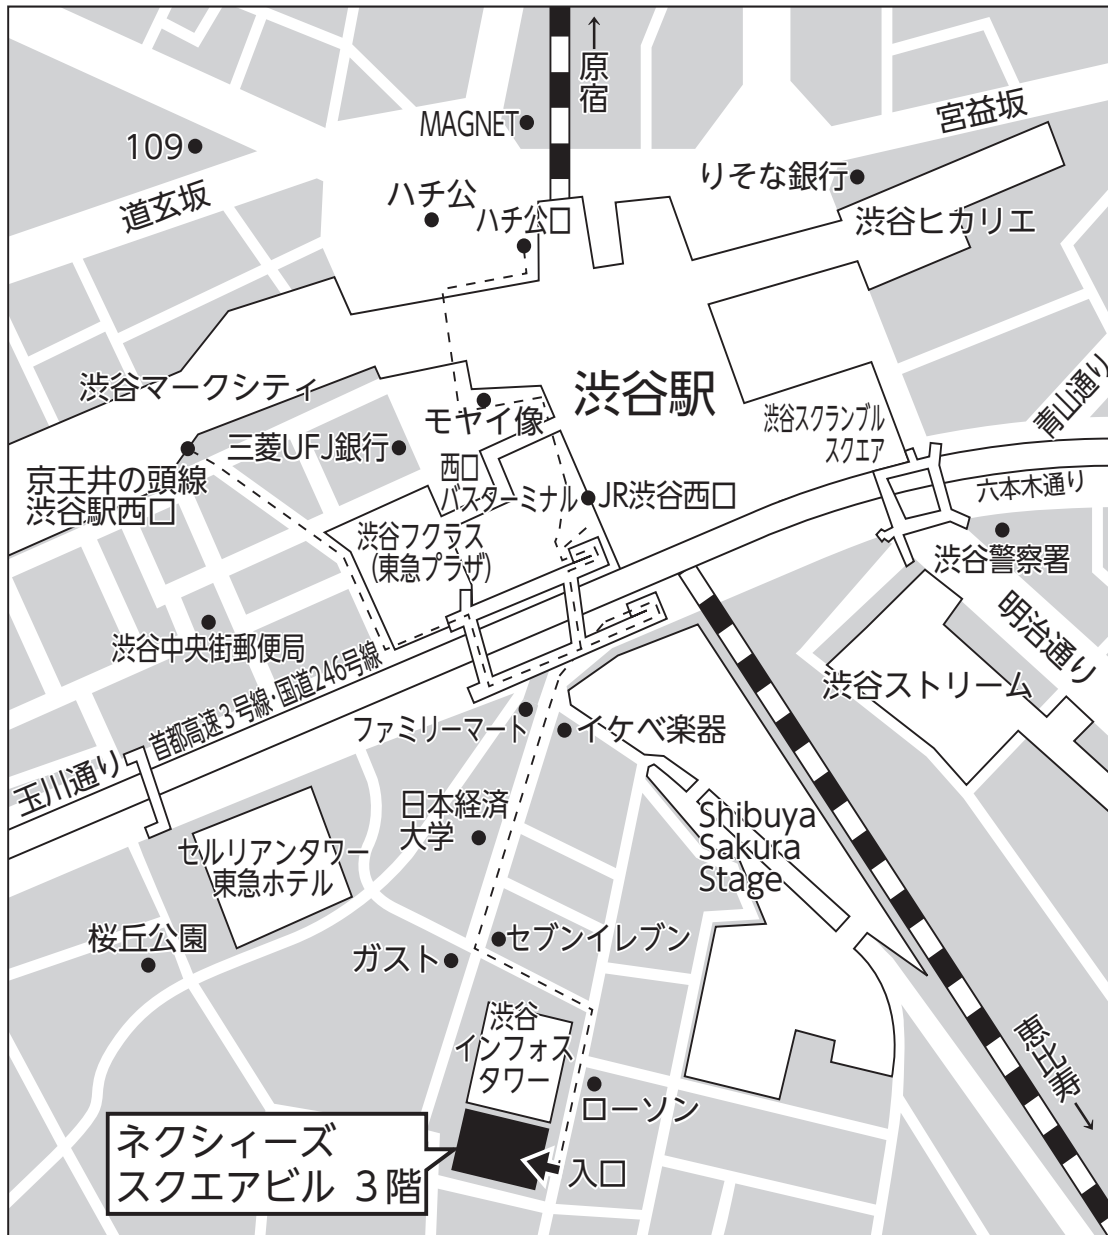 ↑原宿
MAGNET
109
宮益坂
道玄坂
ハチ公
ハチ公口
りそな銀行
渋谷ヒカリエ
渋谷マークシティ
渋谷駅
モヤイ像
三菱UFJ銀行
渋谷スクランブル
スクエア
青山通り
西口
バスターミナル
京王井の頭線
渋谷駅西口
JR渋谷西口
六本木通り
渋谷フクラス
(東急プラザ)
渋谷警察署
渋谷中央街郵便局
明治通り
首都高速3号線・国道246号線
渋谷ストリーム
玉川通り
ファミリーマート
イケベ楽器
日本経済
大学
Shibuya
Sakura
Stage
セルリアンタワー
東急ホテル
桜丘公園
セブンイレブン
ガスト
渋谷
インフォス
タワー
恵比寿→
ローソン
ネクシィーズ
スクエアビル 3階
入口